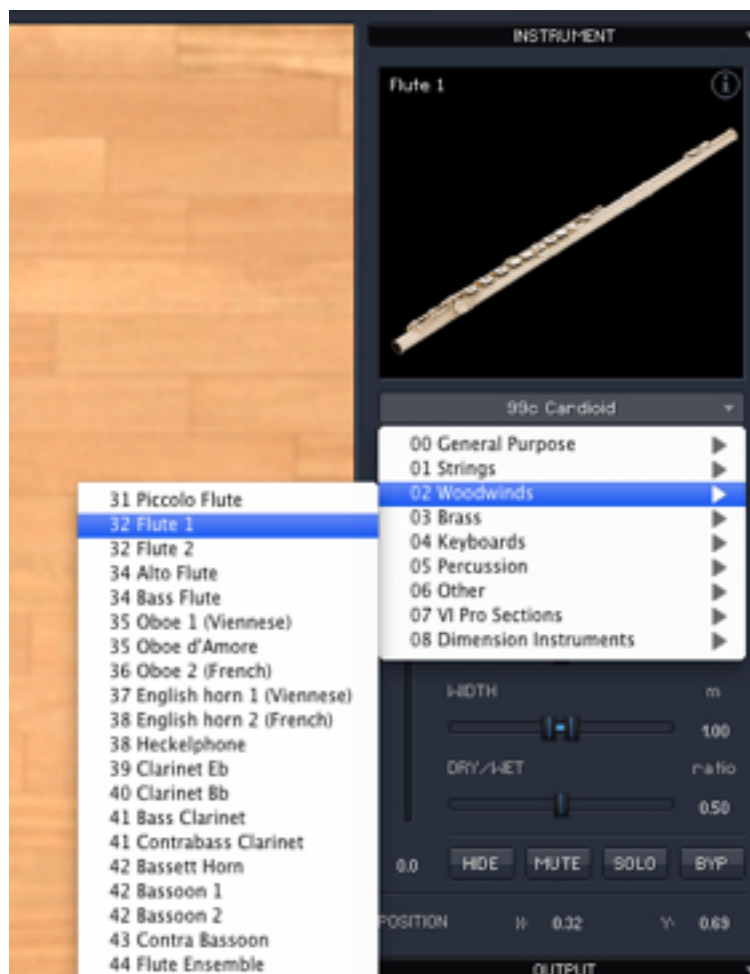 INSTRUMENT
Flute 1
99c Cardioid
00 General Purpose
01 Strings
02 Woodwinds
03 Brass
04 Keyboards
05 Percussion
06 Other
07 VI Pro Sections
08 Dimension Instruments
31 Piccolo Flute
32 Flute 1
32 Flute 2
34 Alto Flute
34 Bass Flute
35 Oboe 1 (Viennese)
35 Oboe d'Amore
36 Oboe 2 (French)
37 English horn 1 (Viennese)
38 English horn 2 (French)
38 Heckelphone
39 Clarinet Eb
40 Clarinet Bb
41 Bass Clarinet
41 Contrabass Clarinet
42 Bassett Horn
42 Bassoon 1
42 Bassoon 2
43 Contra Bassoon
44 Flute Ensemble
WIDTH m
1.00
DRY/WET ratio
0.50
0.0 HIDE MUTE SOLO BYP
POSITION X: 0.32 Y: 0.69
OUTPUT